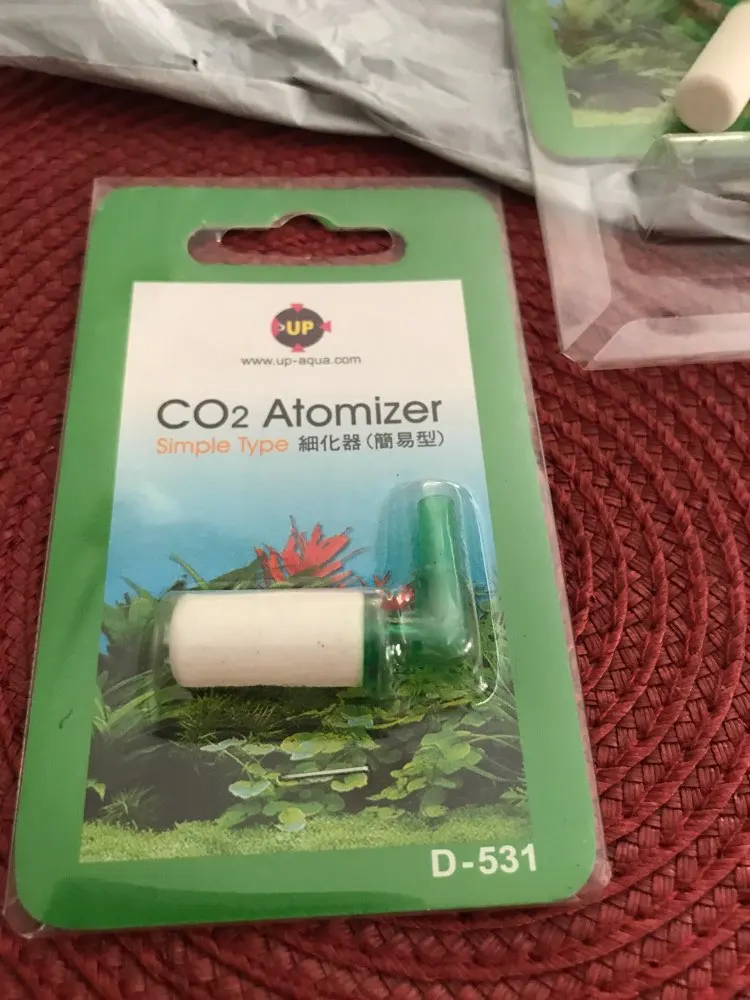 UP
www.up-aqua.com
CO2 Atomizer
Simple Type 細化器(簡易型)
D-531